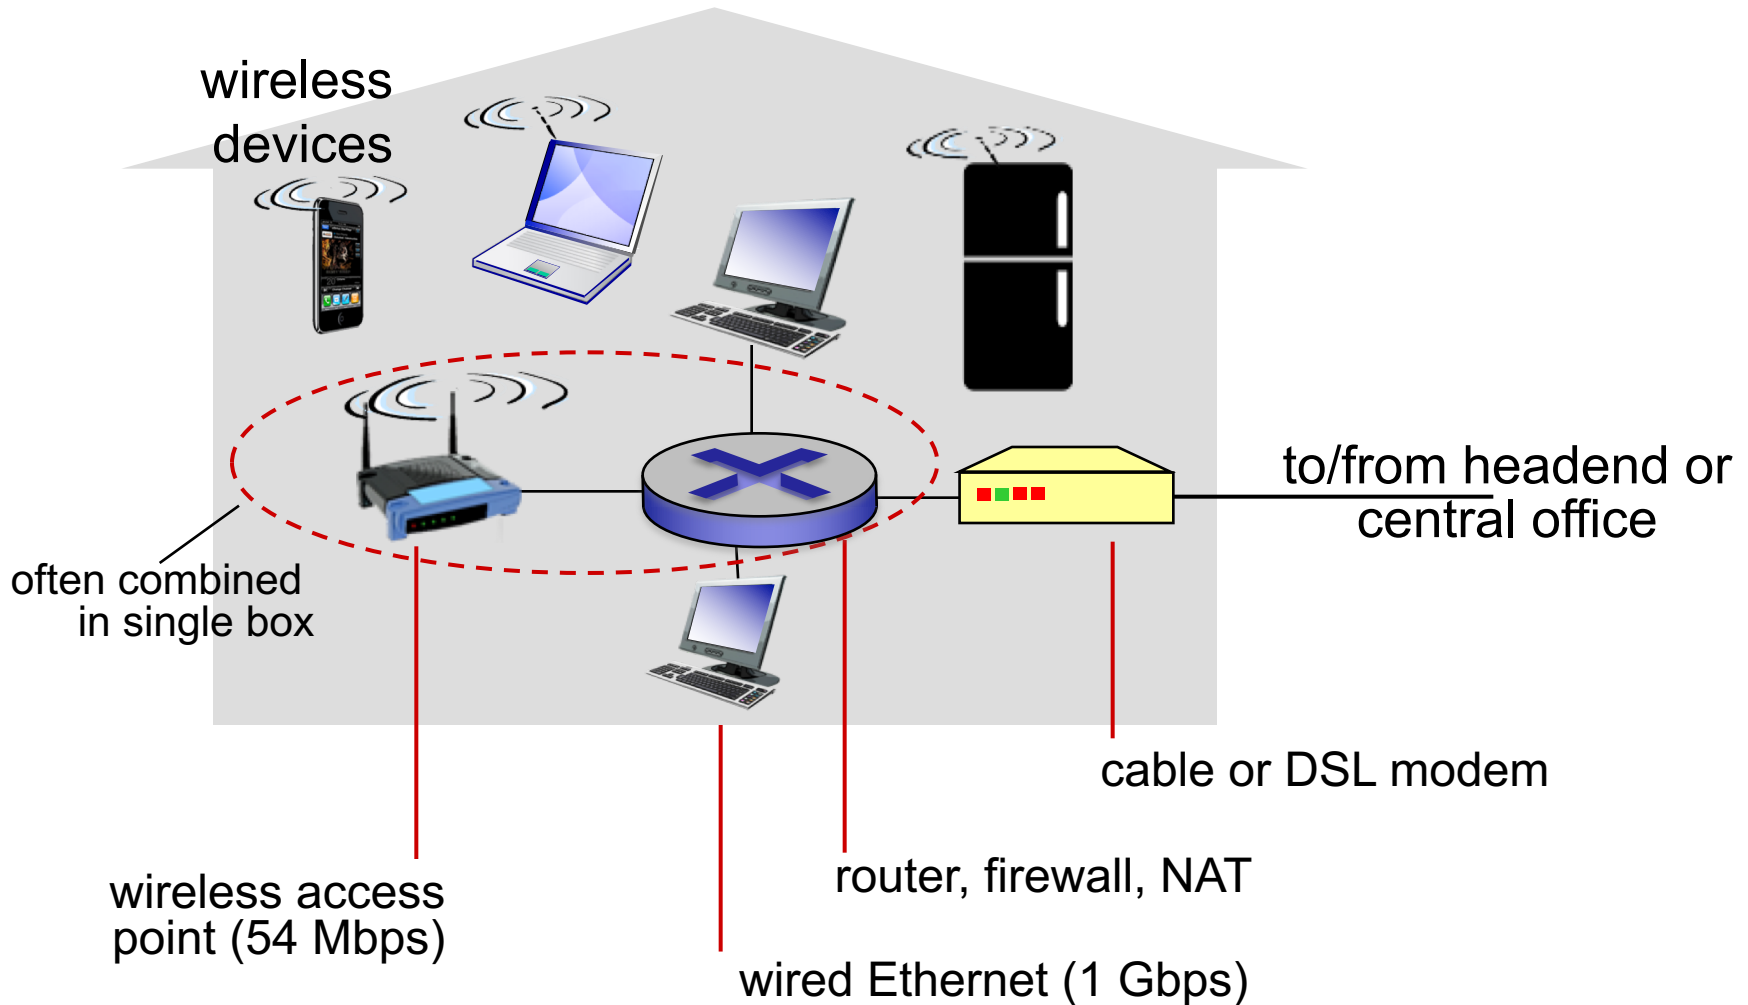 wireless
devices
to/from headend or
central office
often combined
in single box
cable or DSL modem
router, firewall, NAT
wireless access
point (54 Mbps)
wired Ethernet (1 Gbps)